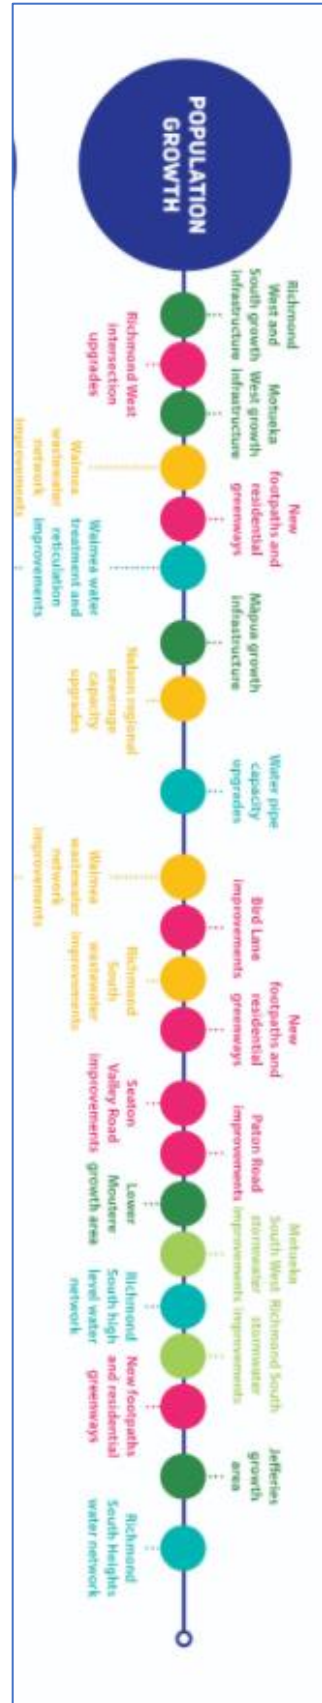 POPULATION
GROWTH
Richmond
West and
South growth
infrastructure
Richmond West
intersection
upgrades
Motueka
West growth
infrastructure
Waimea
wastewater
network
improvements
New
footpaths and
residential
greenways
Waimea water
treatment and
reticulation
improvements
Māpua growth
infrastructure
Nelson regional
sewerage
capacity
upgrades
Water pipe
capacity
upgrades
Waimea
wastewater
network
improvements
Bird Lane
improvements
Richmond
South
wastewater
improvements
New
footpaths and
residential
greenways
Seaton
Valley Road
improvements
Paton Road
improvements
Lower
Moutere
growth area
Motueka
South West
stormwater
improvements
Richmond
South high
level water
network
Richmond South
stormwater
improvements
New footpaths
and residential
greenways
Jefferies
growth
area
Richmond
South Heights
water network